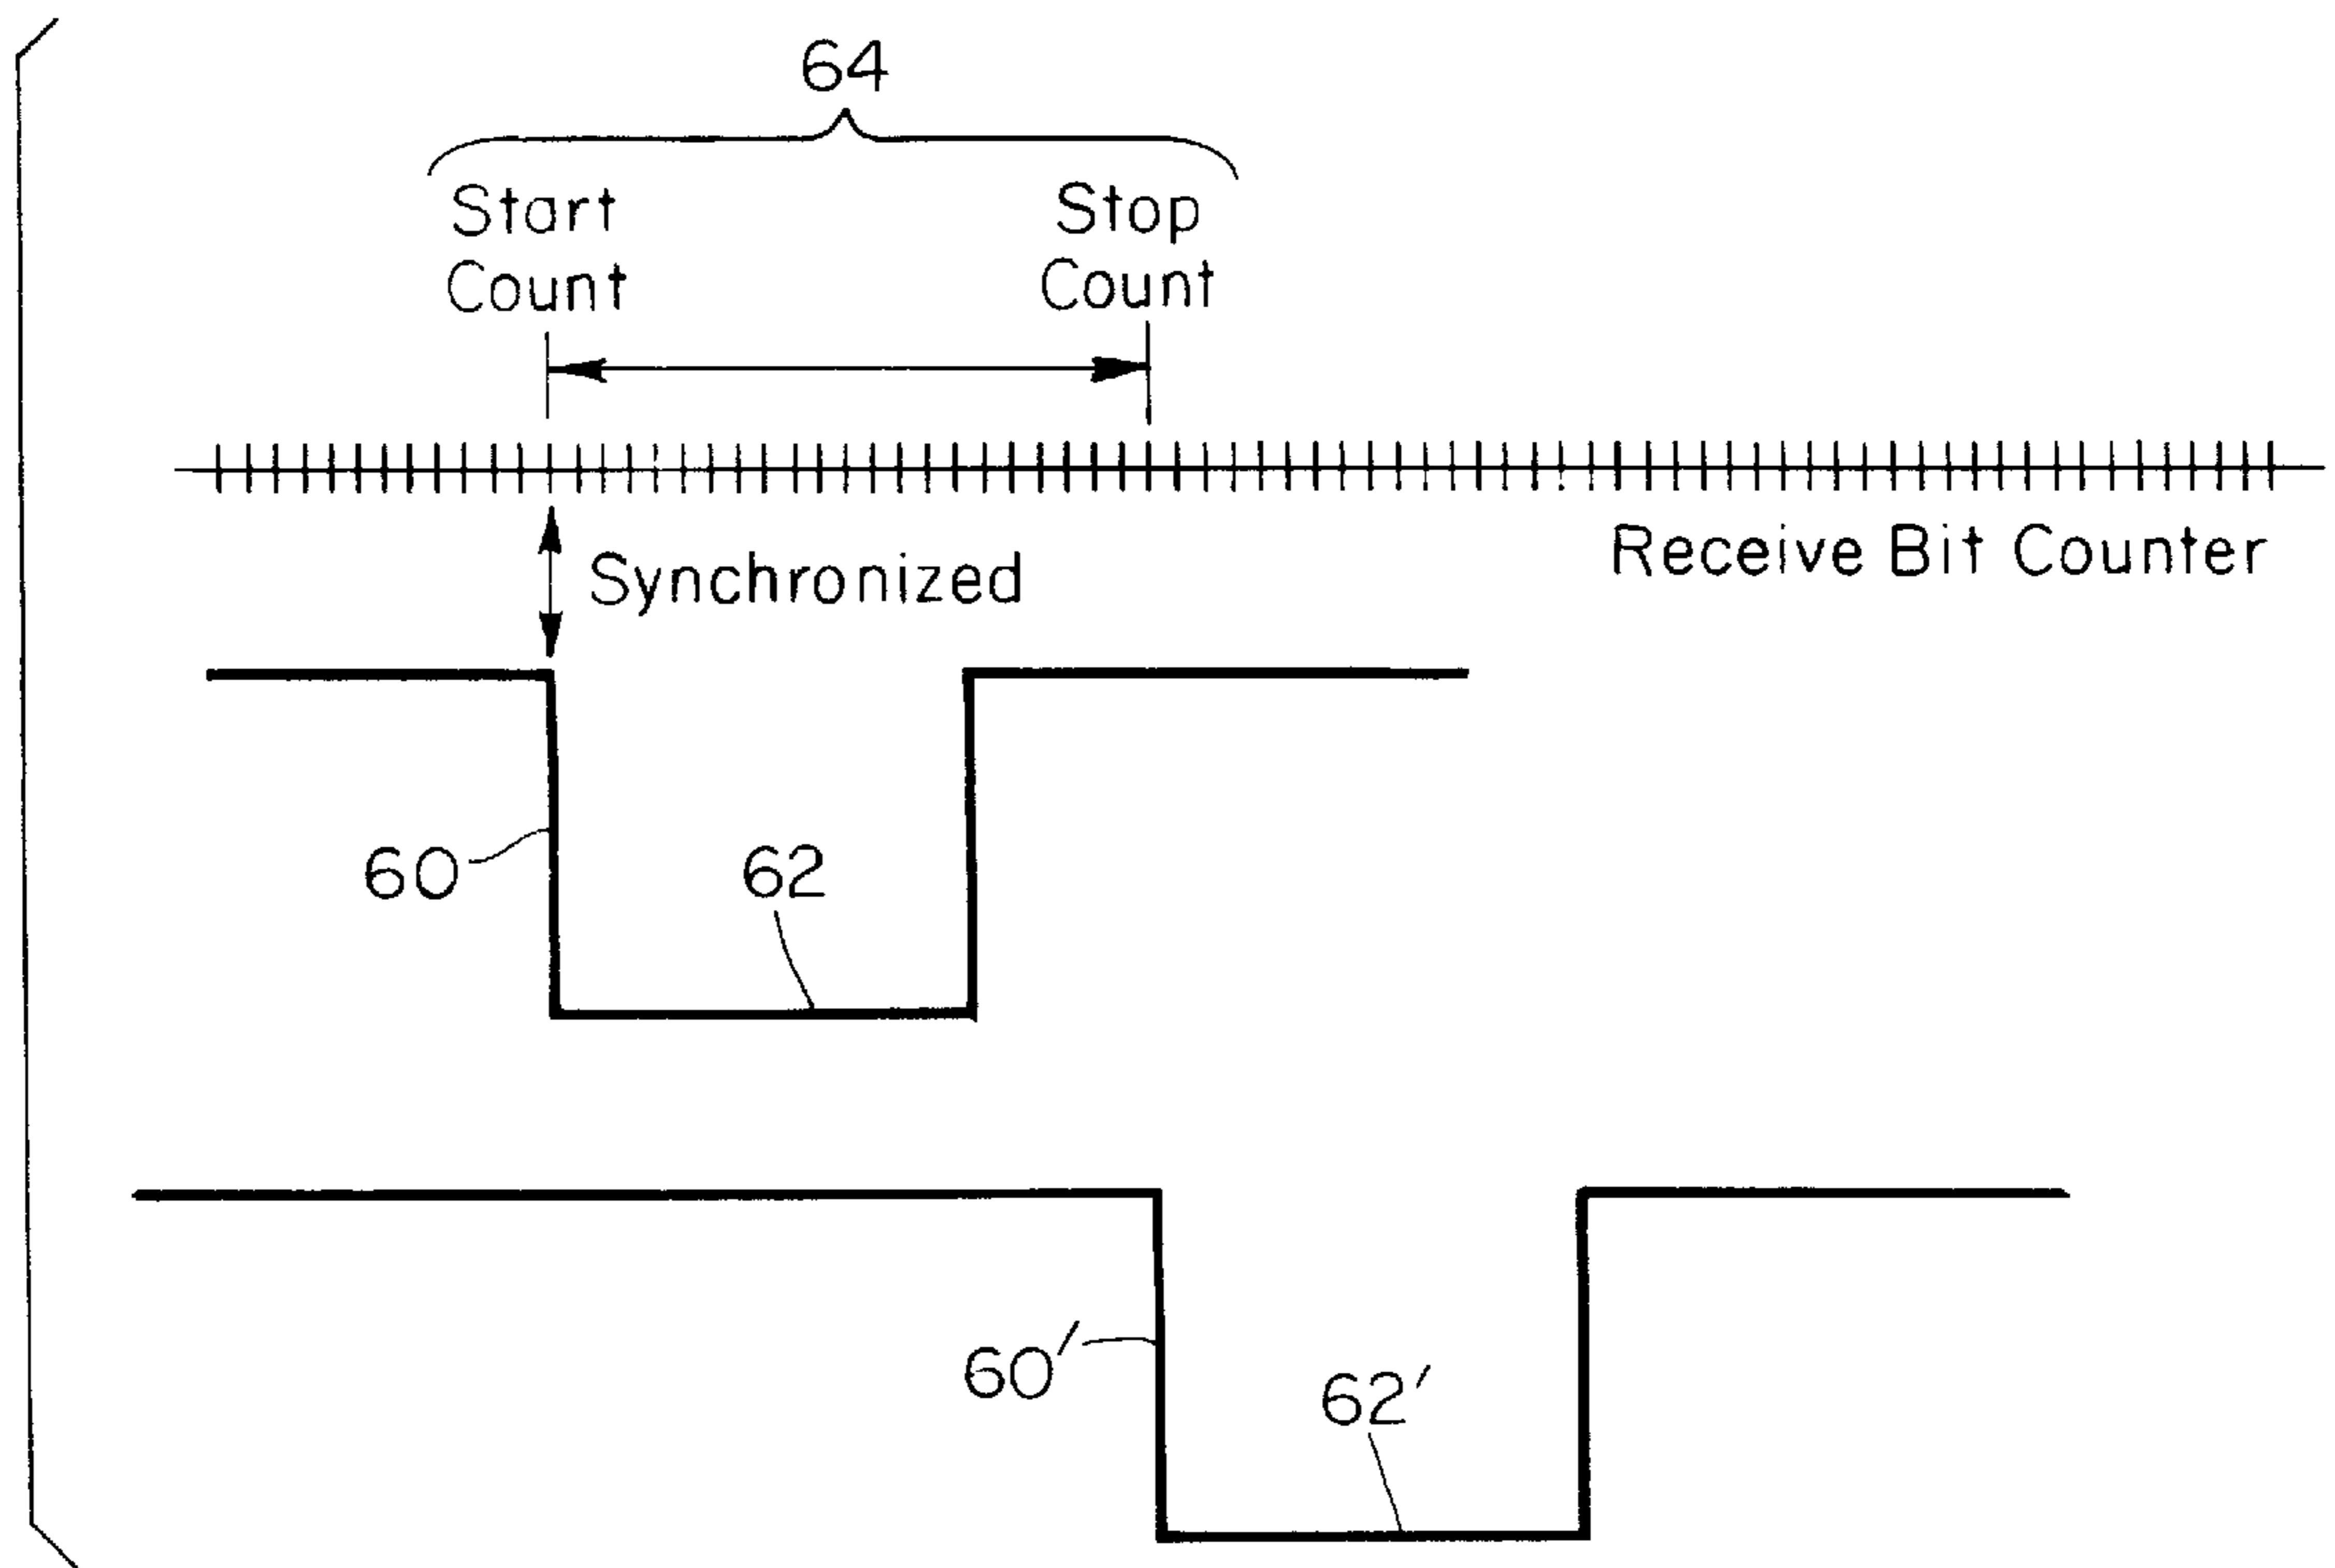 64
Start
Count
Stop
Count
Receive Bit Counter
Synchronized
60
62
60′
62′